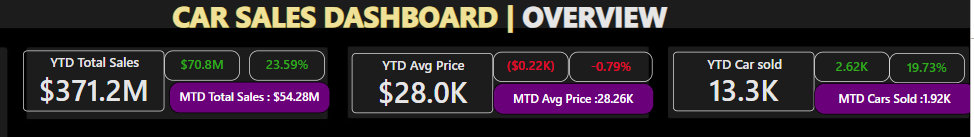 CAR SALES DASHBOARD | OVERVIEW
YTD Total Sales
$371.2M
$70.8M
23.59%
MTD Total Sales : $54.28M
YTD Avg Price
$28.0K
($0.22K)
-0.79%
MTD Avg Price :28.26K
YTD Car sold
13.3K
2.62K
19.73%
MTD Cars Sold :1.92K